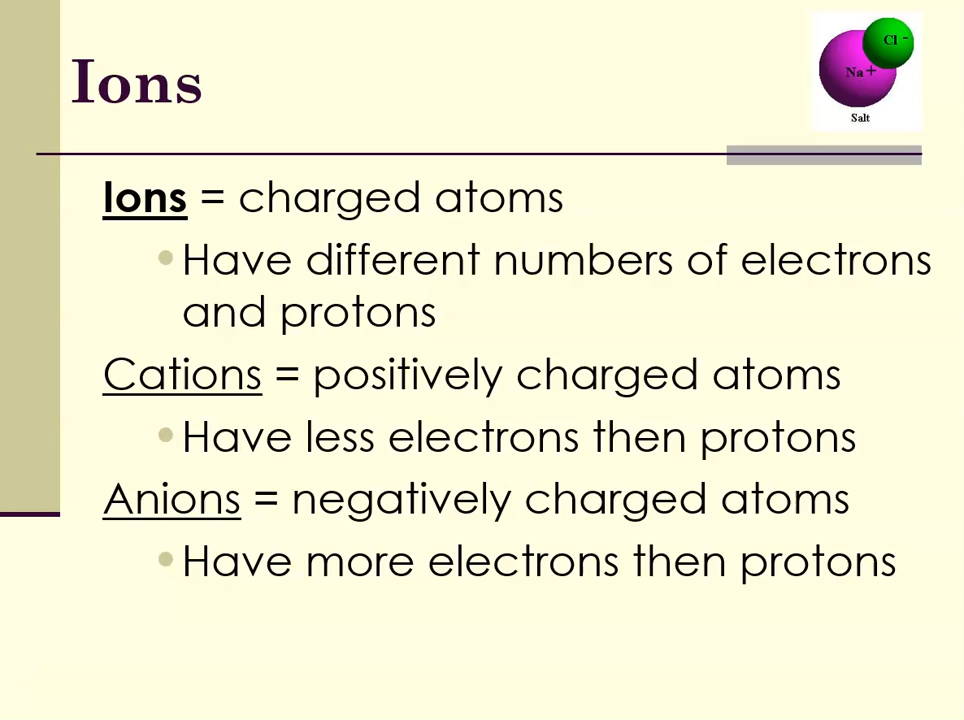 Ions
Cl -
Na +
Salt
Ions = charged atoms
• Have different numbers of electrons
and protons
Cations = positively charged atoms
• Have less electrons then protons
Anions = negatively charged atoms
• Have more electrons then protons